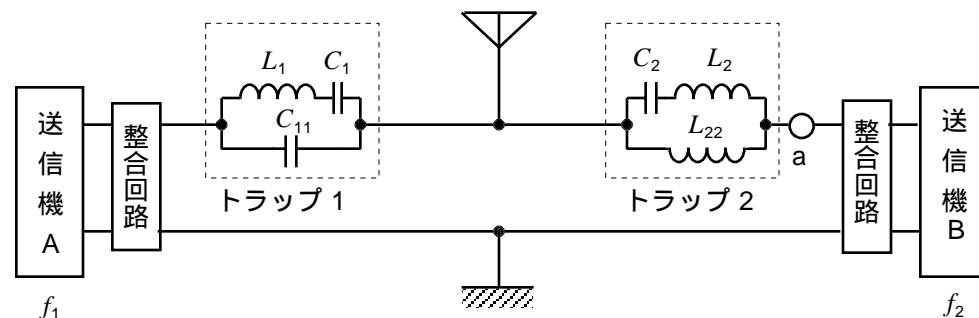 L₁ C₁
C₁₁
トラップ 1
C₂ L₂
L₂₂
トラップ 2
a
送信機 A
整合回路
整合回路
送信機 B
f₁
f₂